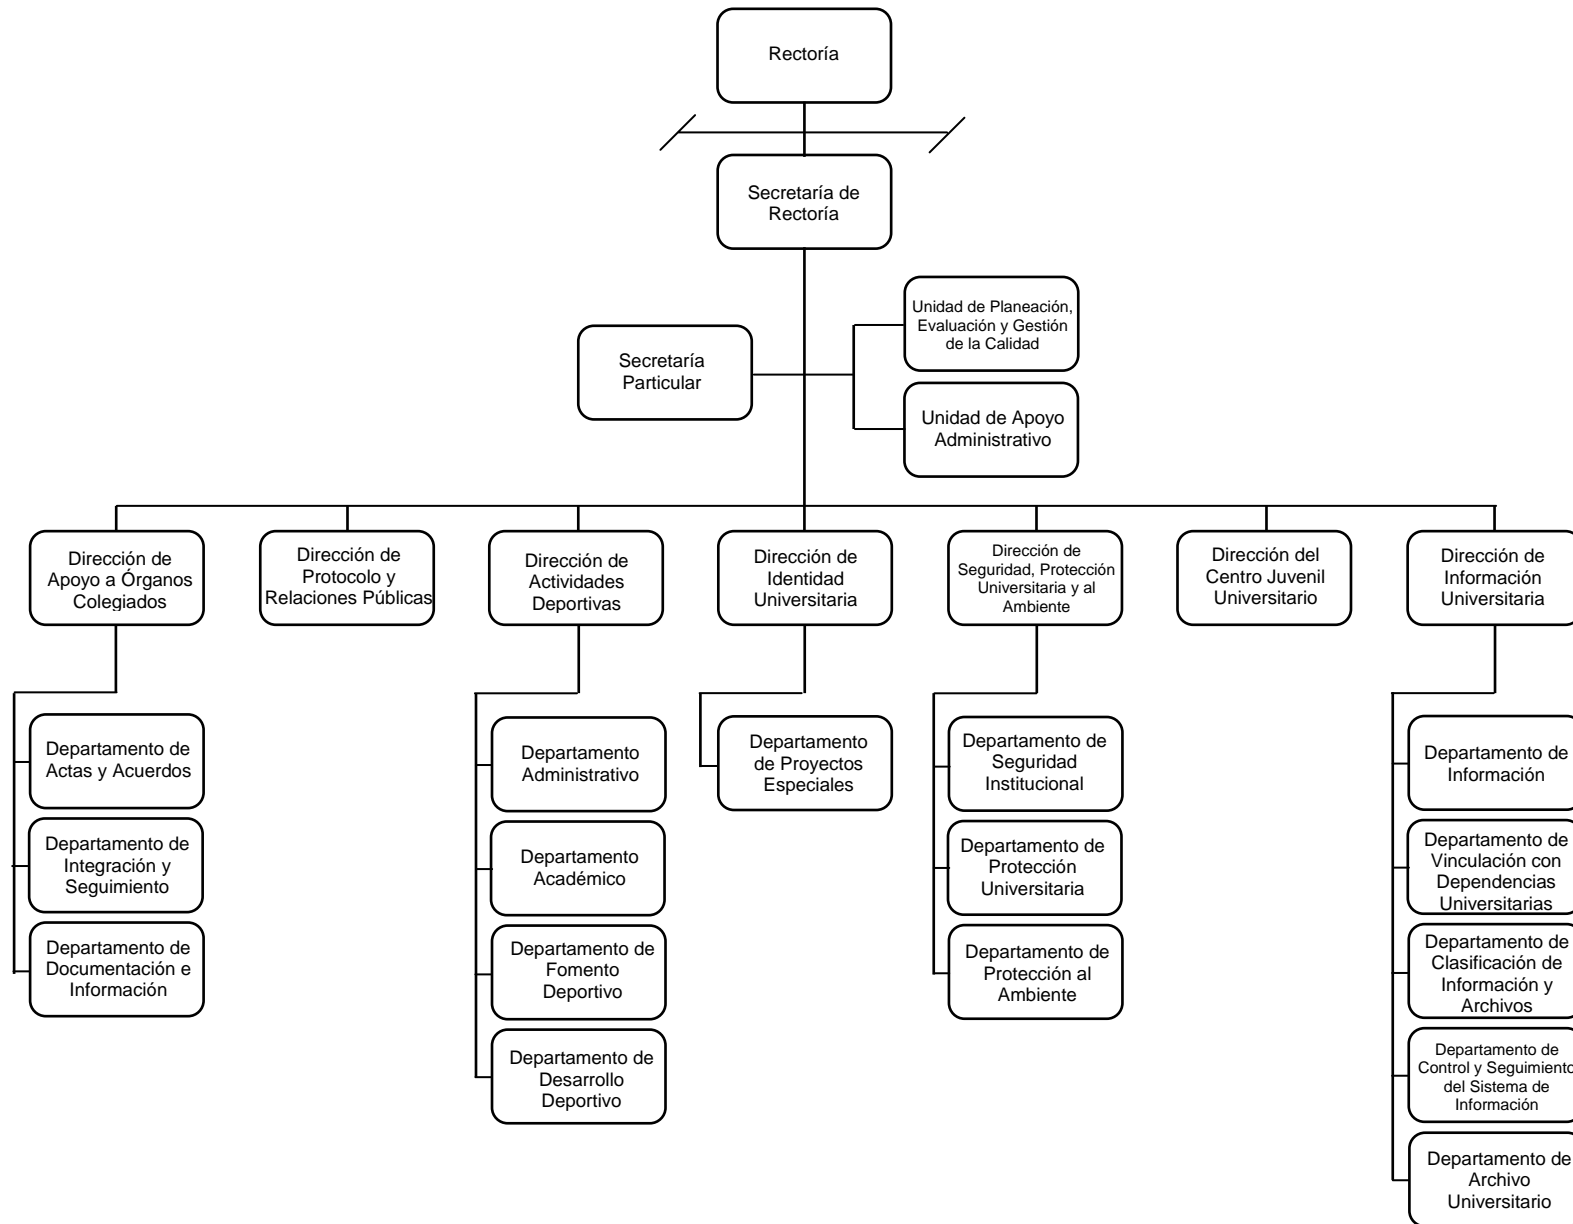 Rectoría
Secretaría de
Rectoría
Unidad de Planeación,
Evaluación y Gestión
de la Calidad
Secretaría
Particular
Unidad de Apoyo
Administrativo
Dirección de
Apoyo a Órganos
Colegiados
Dirección de
Protocolo y
Relaciones Públicas
Dirección de
Actividades
Deportivas
Dirección de
Identidad
Universitaria
Dirección de
Seguridad, Protección
Universitaria y al
Ambiente
Dirección del
Centro Juvenil
Universitario
Dirección de
Información
Universitaria
Departamento de
Actas y Acuerdos
Departamento de
Integración y
Seguimiento
Departamento de
Documentación e
Información
Departamento
Administrativo
Departamento
Académico
Departamento de
Fomento
Deportivo
Departamento de
Desarrollo
Deportivo
Departamento
de Proyectos
Especiales
Departamento de
Seguridad
Institucional
Departamento de
Protección
Universitaria
Departamento de
Protección al
Ambiente
Departamento de
Información
Departamento de
Vinculación con
Dependencias
Universitarias
Departamento de
Clasificación de
Información y
Archivos
Departamento de
Control y Seguimiento
del Sistema de
Información
Departamento de
Archivo
Universitario